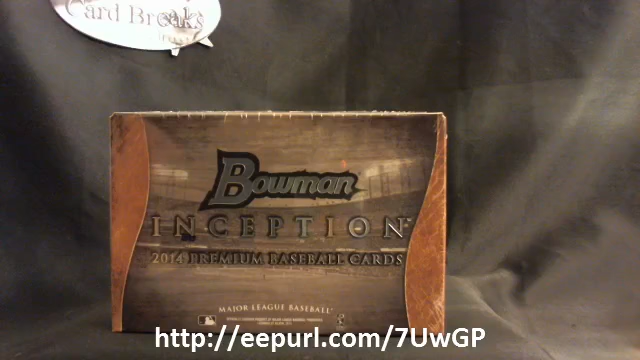 Card Breaks
Bowman
INCEPTION
2014 PREMIUM BASEBALL CARDS
MAJOR LEAGUE BASEBALL
http://eepurl.com/7UwGP